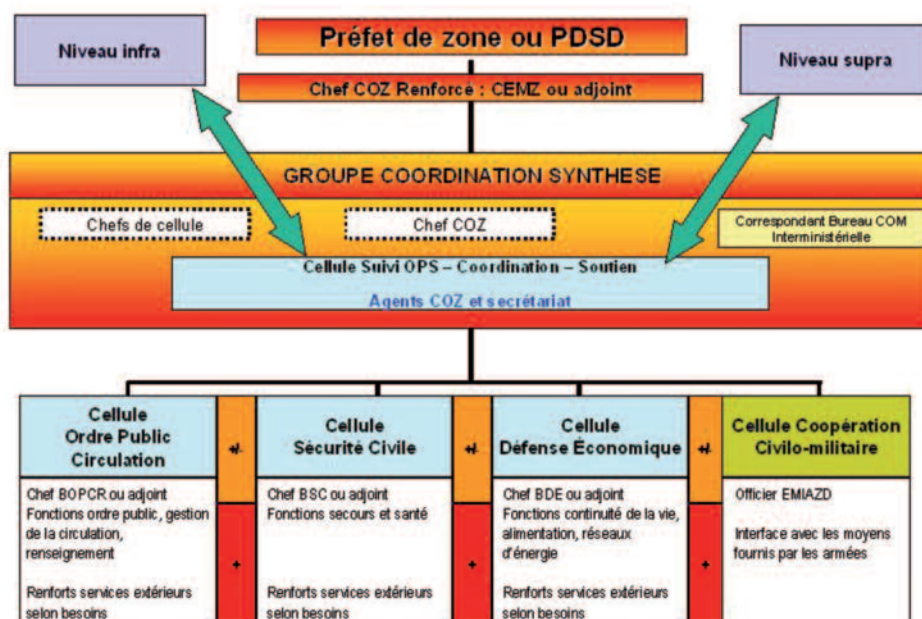 Préfet de zone ou PDSD
Niveau infra
Niveau supra
Chef COZ Renforcé : CEMZ ou adjoint
GROUPE COORDINATION SYNTHESE
Chefs de cellule
Chef COZ
Correspondant Bureau COM
Interministérielle
Cellule Suivi OPS – Coordination – Soutien
Agents COZ et secrétariat
Cellule
Ordre Public
Circulation
+/-
Cellule
Sécurité Civile
+/-
Cellule
Défense Économique
+/-
Cellule Coopération
Civilo-militaire
Chef BOPCR ou adjoint
Fonctions ordre public, gestion
de la circulation,
renseignement
Renforts services extérieurs
selon besoins
+
Chef BSC ou adjoint
Fonctions secours et santé
Renforts services extérieurs
selon besoins
+
Chef BDE ou adjoint
Fonctions continuité de la vie,
alimentation, réseaux
d'énergie
Renforts services extérieurs
selon besoins
+
Officier EMIAZD
Interface avec les moyens
fournis par les armées